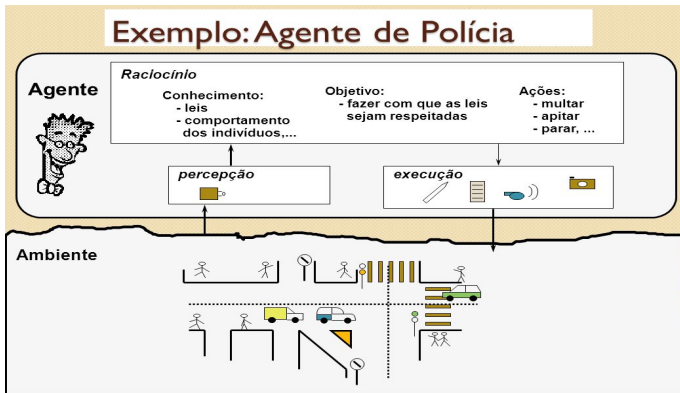 Exemplo: Agente de Polícia
Agente
Raciocínio
Conhecimento:
- leis
- comportamento
dos indivíduos,...
Objetivo:
- fazer com que as leis
sejam respeitadas
Ações:
- multar
- apitar
- parar, ...
percepção
execução
Ambiente